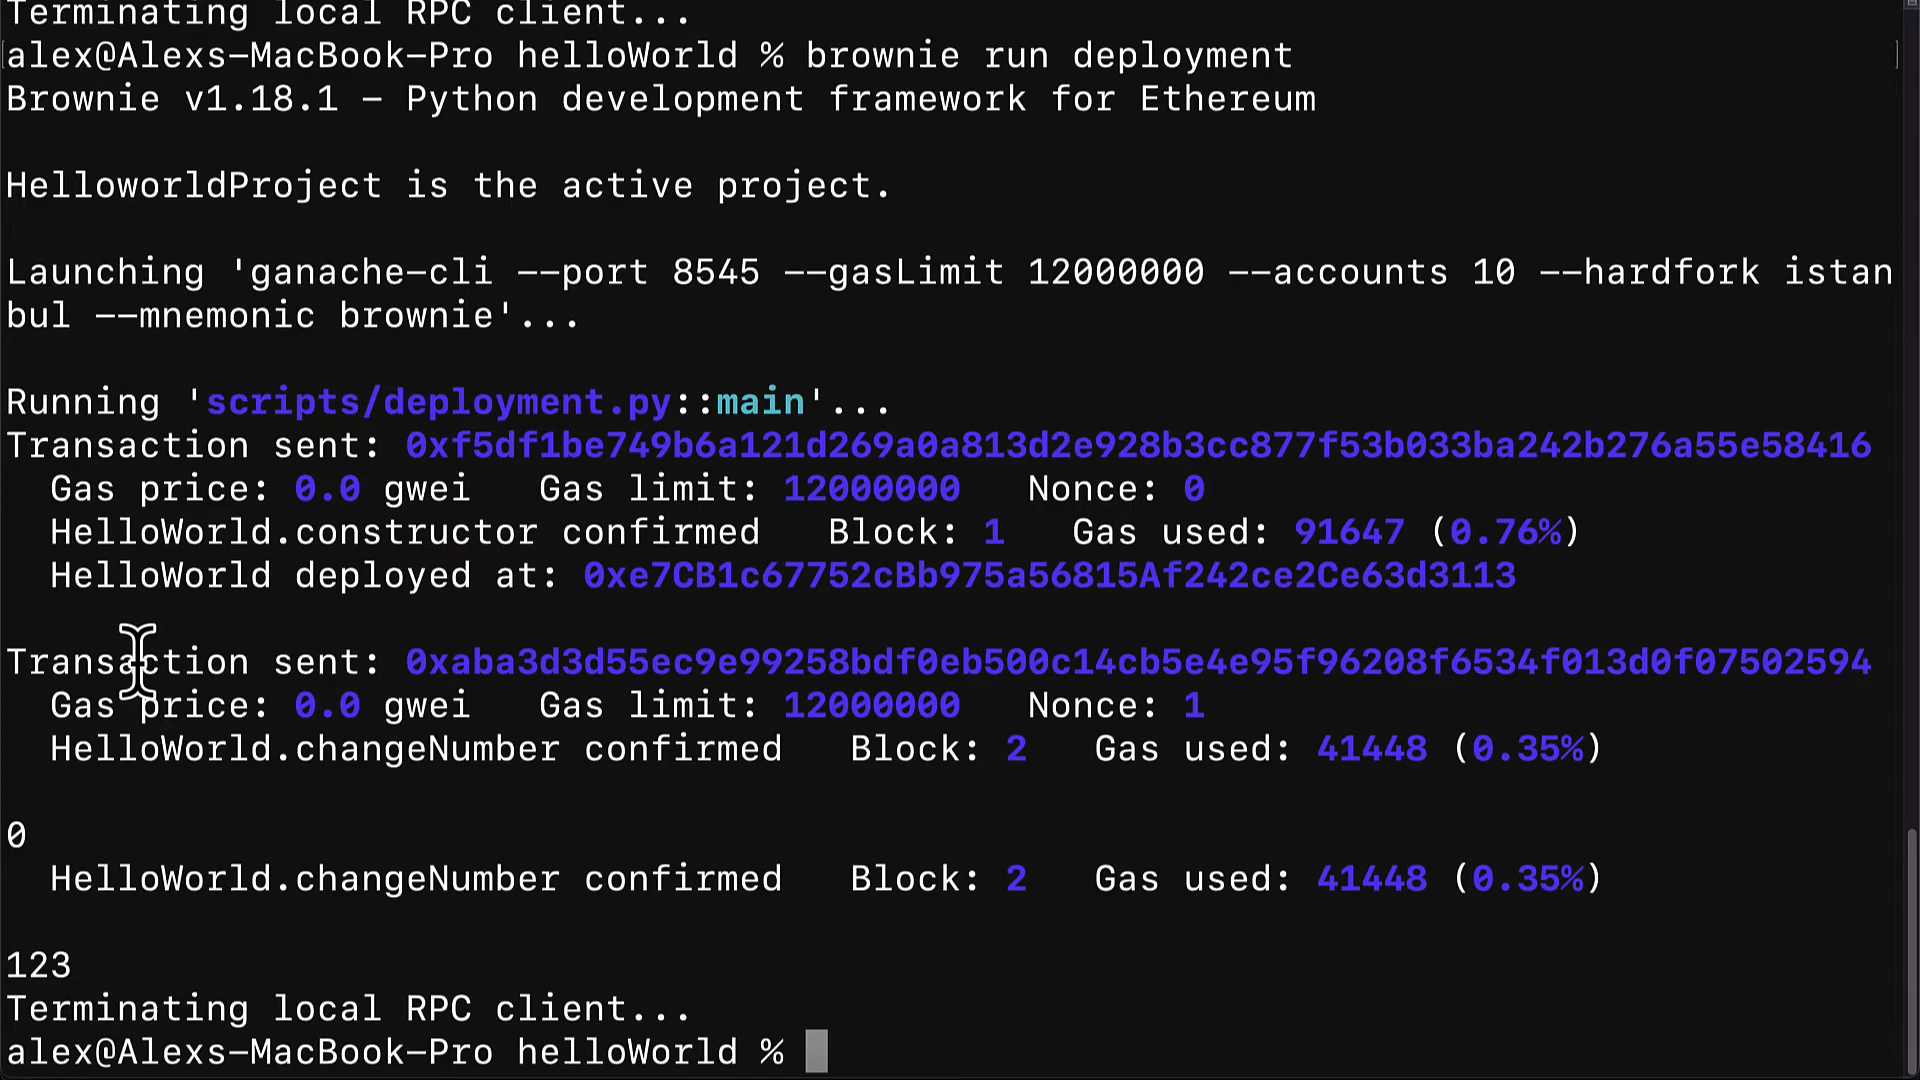 Terminating local RPC client...
alex@Alexs-MacBook-Pro helloWorld % brownie run deployment
Brownie v1.18.1 - Python development framework for Ethereum
HelloworldProject is the active project.
Launching 'ganache-cli --port 8545 --gasLimit 12000000 --accounts 10 --hardfork istan
bul --mnemonic brownie'...
Running 'scripts/deployment.py::main'...
Transaction sent: 0xf5df1be749b6a121d269a0a813d2e928b3cc877f53b033ba242b276a55e58416
Gas price: 0.0 gwei   Gas limit: 12000000   Nonce: 0
HelloWorld.constructor confirmed   Block: 1   Gas used: 91647 (0.76%)
HelloWorld deployed at: 0xe7CB1c67752cBb975a56815Af242ce2Ce63d3113
Transaction sent: 0xaba3d3d55ec9e99258bdf0eb500c14cb5e4e95f96208f6534f013d0f07502594
Gas price: 0.0 gwei   Gas limit: 12000000   Nonce: 1
HelloWorld.changeNumber confirmed   Block: 2   Gas used: 41448 (0.35%)
0
HelloWorld.changeNumber confirmed   Block: 2   Gas used: 41448 (0.35%)
123
Terminating local RPC client...
alex@Alexs-MacBook-Pro helloWorld %